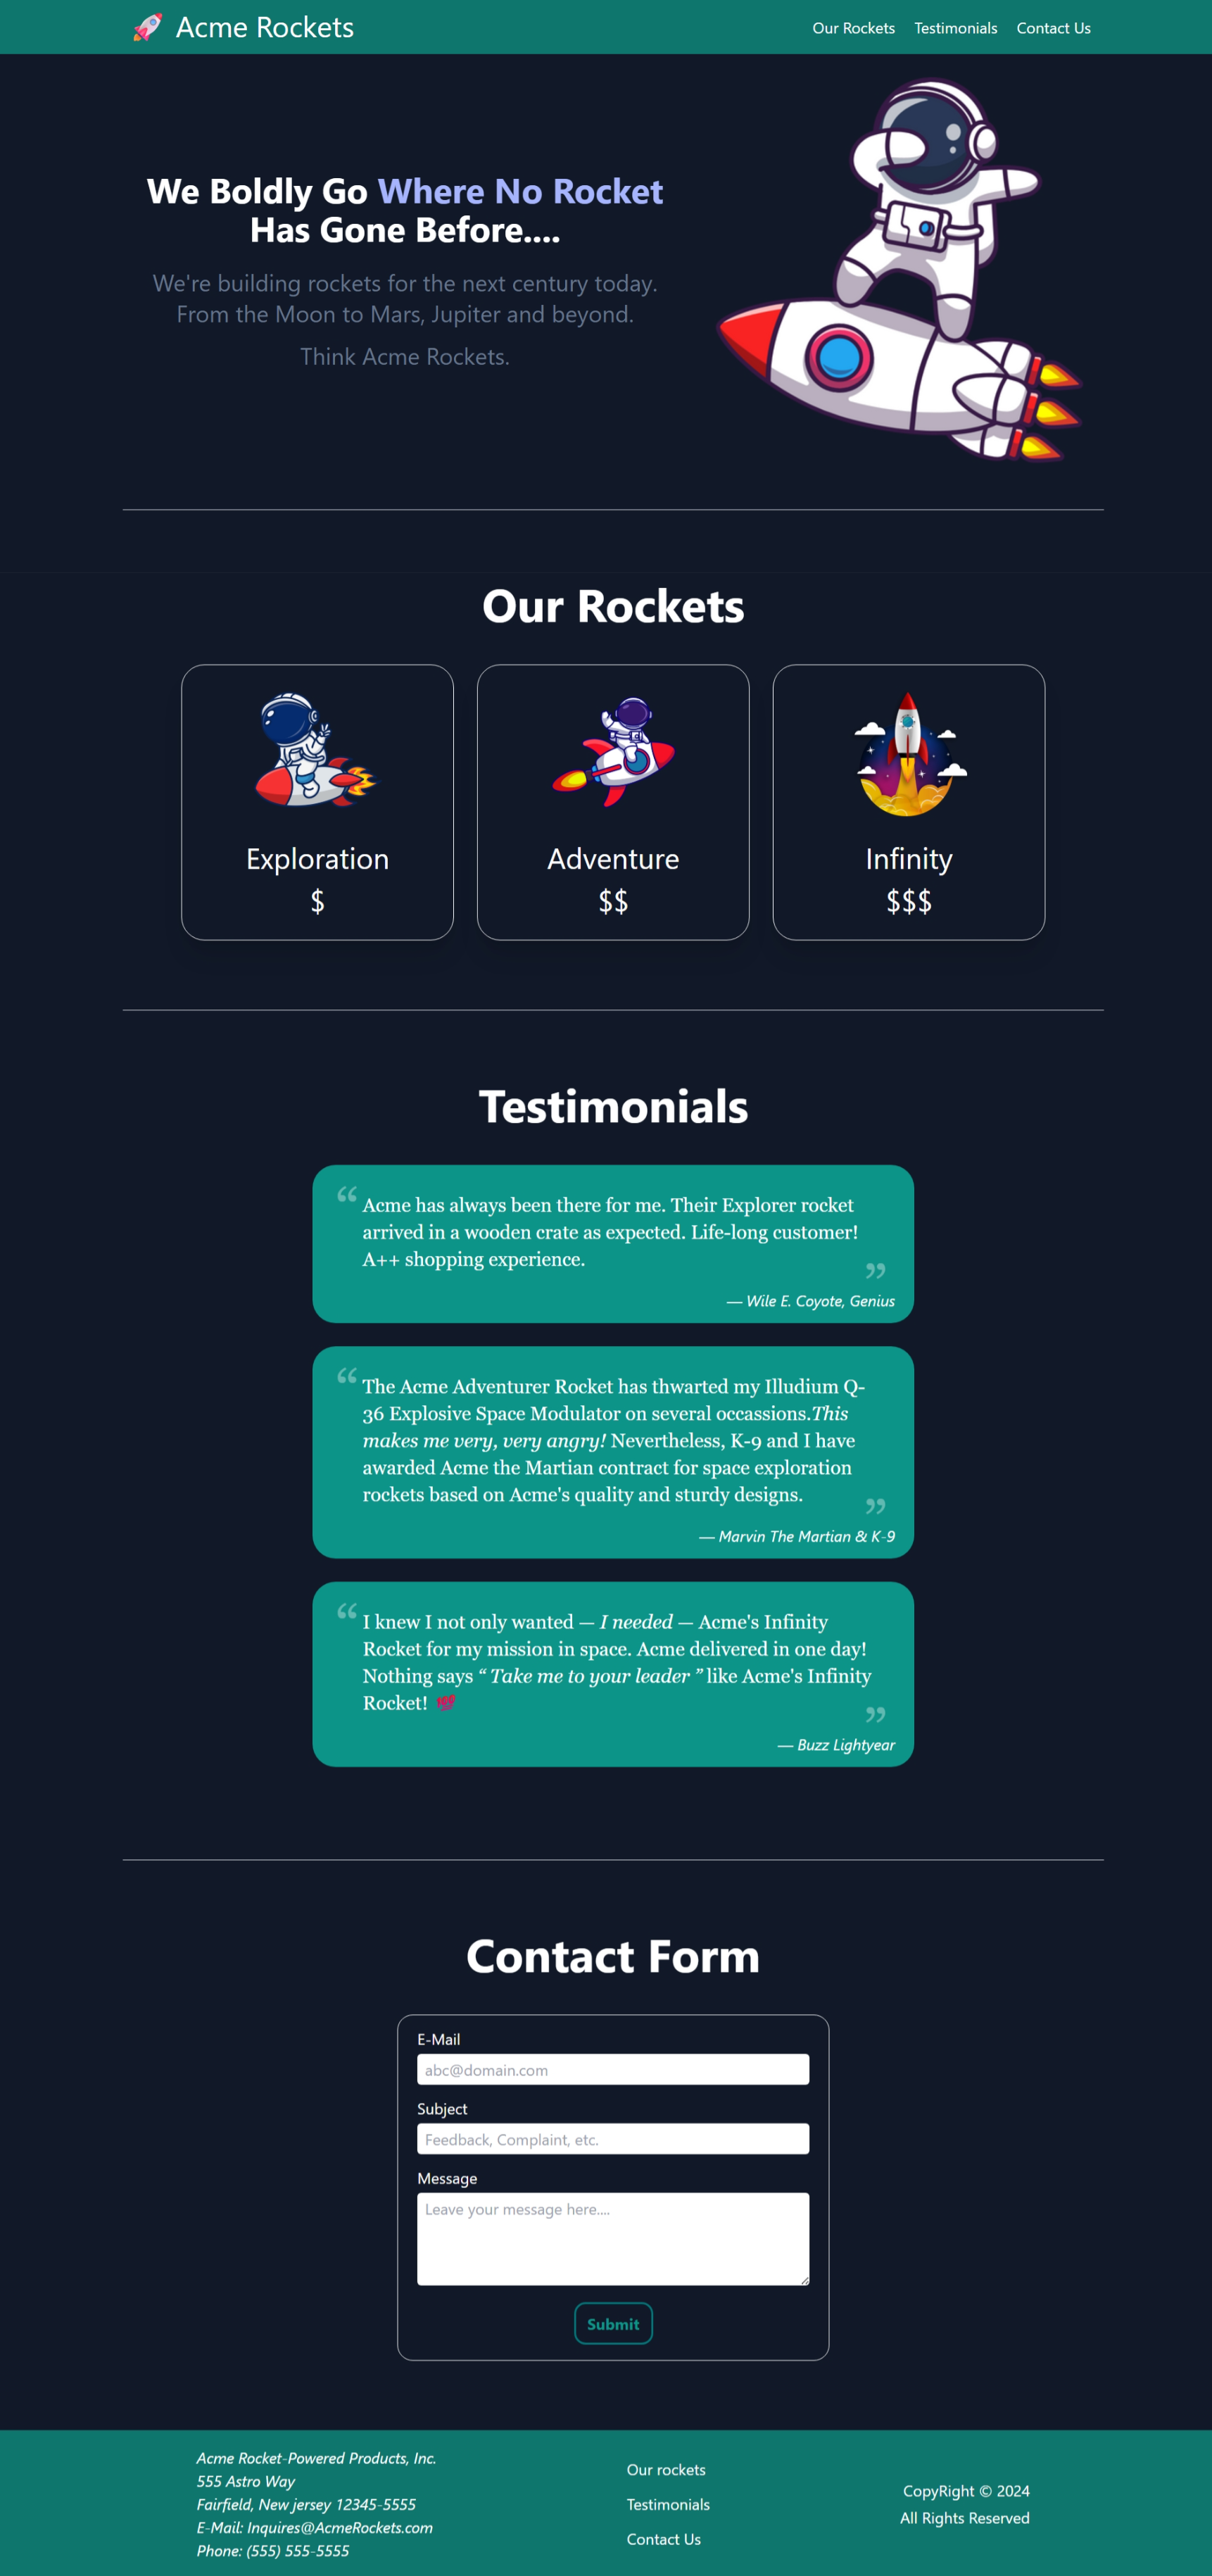 Acme Rockets
Our Rockets
Testimonials
Contact Us
We Boldly Go Where No Rocket
Has Gone Before....
We're building rockets for the next century today.
From the Moon to Mars, Jupiter and beyond.
Think Acme Rockets.
Our Rockets
Exploration
$
Adventure
$$
Infinity
$$$
Testimonials
“ Acme has always been there for me. Their Explorer rocket
arrived in a wooden crate as expected. Life-long customer!
A++ shopping experience. ”
— Wile E. Coyote, Genius
“ The Acme Adventurer Rocket has thwarted my Illudium Q-
36 Explosive Space Modulator on several occassions.This
makes me very, very angry! Nevertheless, K-9 and I have
awarded Acme the Martian contract for space exploration
rockets based on Acme's quality and sturdy designs. ”
— Marvin The Martian & K-9
“ I knew I not only wanted — I needed — Acme's Infinity
Rocket for my mission in space. Acme delivered in one day!
Nothing says “ Take me to your leader ” like Acme's Infinity
Rocket! 💯 ”
— Buzz Lightyear
Contact Form
E-Mail
abc@domain.com
Subject
Feedback, Complaint, etc.
Message
Leave your message here....
Submit
Acme Rocket-Powered Products, Inc.
555 Astro Way
Fairfield, New jersey 12345-5555
E-Mail: Inquires@AcmeRockets.com
Phone: (555) 555-5555
Our rockets
Testimonials
Contact Us
CopyRight © 2024
All Rights Reserved